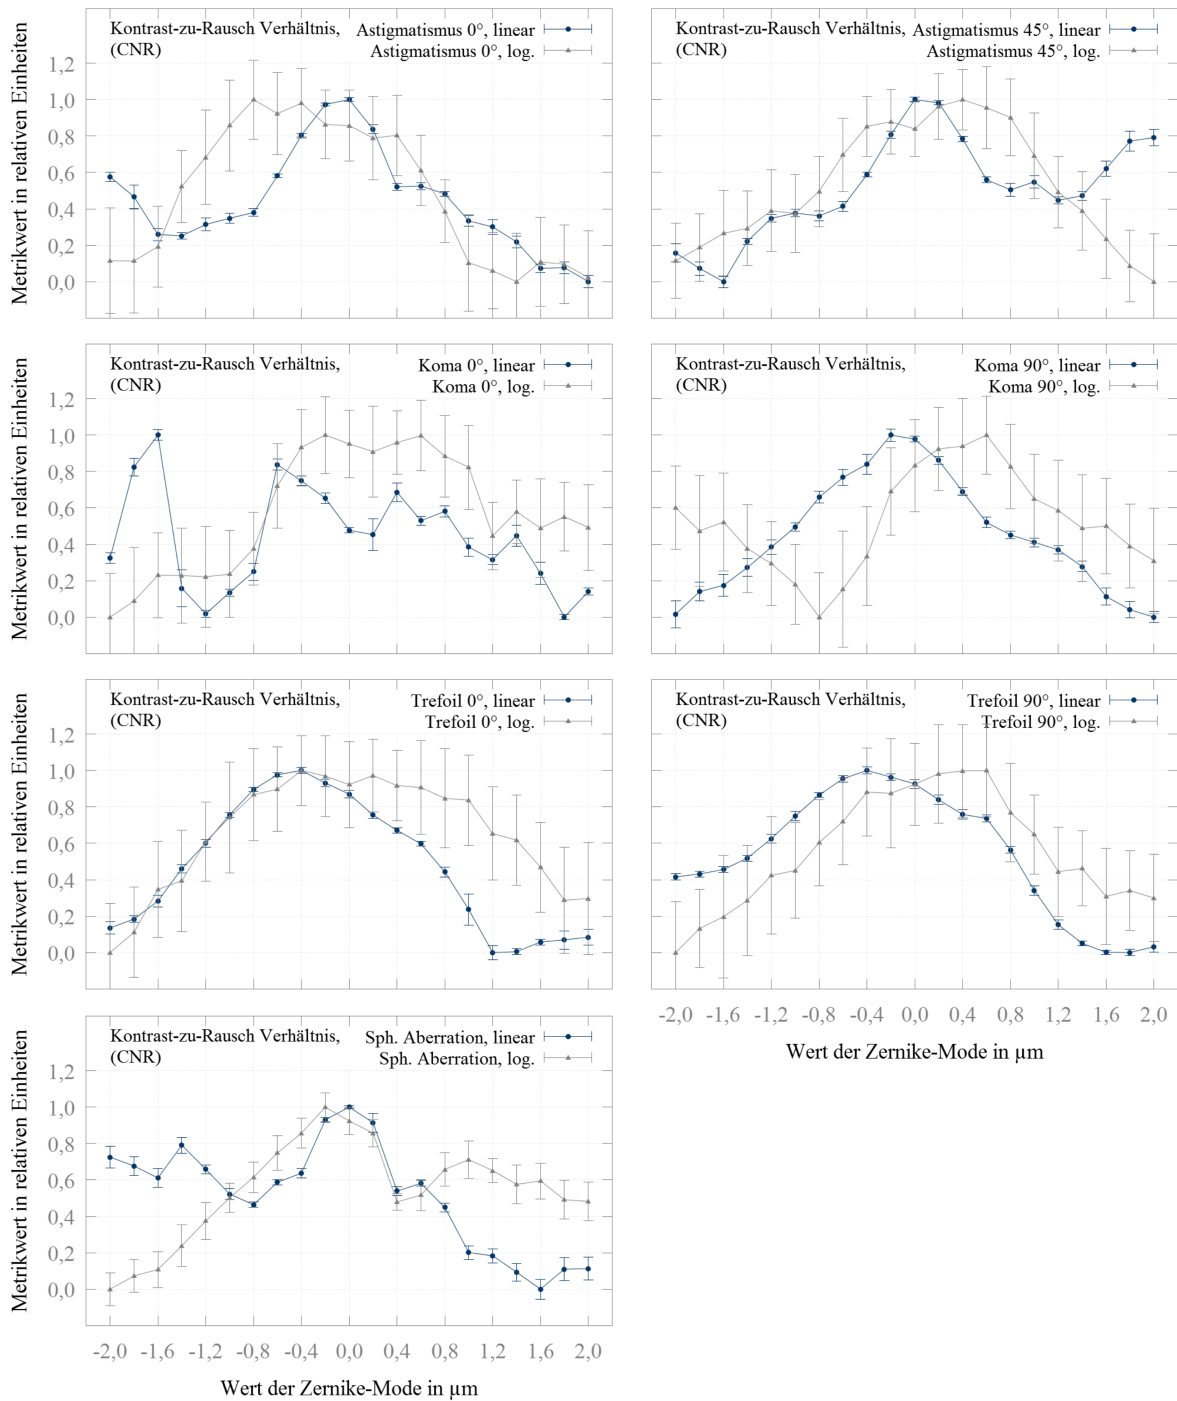 Kontrast-zu-Rausch Verhältnis,
(CNR)
Astigmatismus 0°, linear
Astigmatismus 0°, log.
Metrikwert in relativen Einheiten
1,2
1,0
0,8
0,6
0,4
0,2
0,0
Kontrast-zu-Rausch Verhältnis,
(CNR)
Astigmatismus 45°, linear
Astigmatismus 45°, log.
Kontrast-zu-Rausch Verhältnis,
(CNR)
Koma 0°, linear
Koma 0°, log.
Metrikwert in relativen Einheiten
1,2
1,0
0,8
0,6
0,4
0,2
0,0
Kontrast-zu-Rausch Verhältnis,
(CNR)
Koma 90°, linear
Koma 90°, log.
Kontrast-zu-Rausch Verhältnis,
(CNR)
Trefoil 0°, linear
Trefoil 0°, log.
Metrikwert in relativen Einheiten
1,2
1,0
0,8
0,6
0,4
0,2
0,0
Kontrast-zu-Rausch Verhältnis,
(CNR)
Trefoil 90°, linear
Trefoil 90°, log.
-2,0 -1,6 -1,2 -0,8 -0,4 0,0 0,4 0,8 1,2 1,6 2,0
Wert der Zernike-Mode in µm
Kontrast-zu-Rausch Verhältnis,
(CNR)
Sph. Aberration, linear
Sph. Aberration, log.
Metrikwert in relativen Einheiten
1,2
1,0
0,8
0,6
0,4
0,2
0,0
-2,0 -1,6 -1,2 -0,8 -0,4 0,0 0,4 0,8 1,2 1,6 2,0
Wert der Zernike-Mode in µm